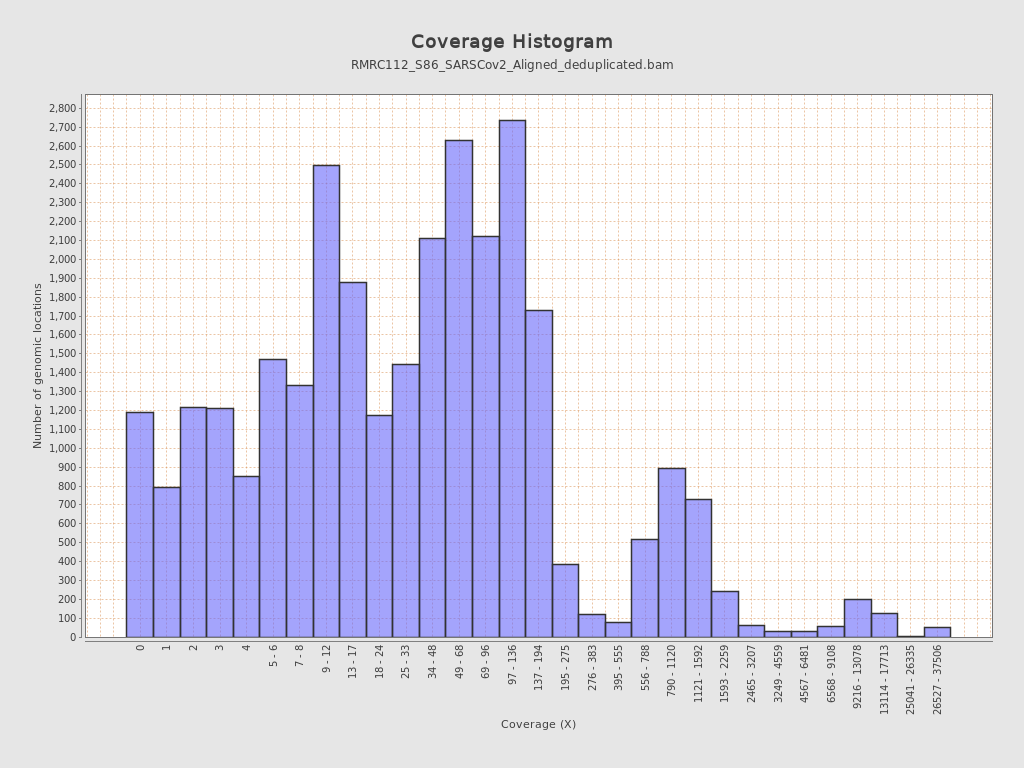 Coverage Histogram
RMRC112_S86_SARSCov2_Aligned_deduplicated.bam
Number of genomic locations
2,800
2,700
2,600
2,500
2,400
2,300
2,200
2,100
2,000
1,900
1,800
1,700
1,600
1,500
1,400
1,300
1,200
1,100
1,000
900
800
700
600
500
400
300
200
100
0
0
1
2
3
4
5 - 6
7 - 8
9 - 12
13 - 17
18 - 24
25 - 33
34 - 48
49 - 68
69 - 96
97 - 136
137 - 194
195 - 275
276 - 383
395 - 555
556 - 788
790 - 1120
1121 - 1592
1593 - 2259
2465 - 3207
3249 - 4559
4567 - 6481
6568 - 9108
9216 - 13078
13114 - 17713
25041 - 26335
26527 - 37506
Coverage (X)